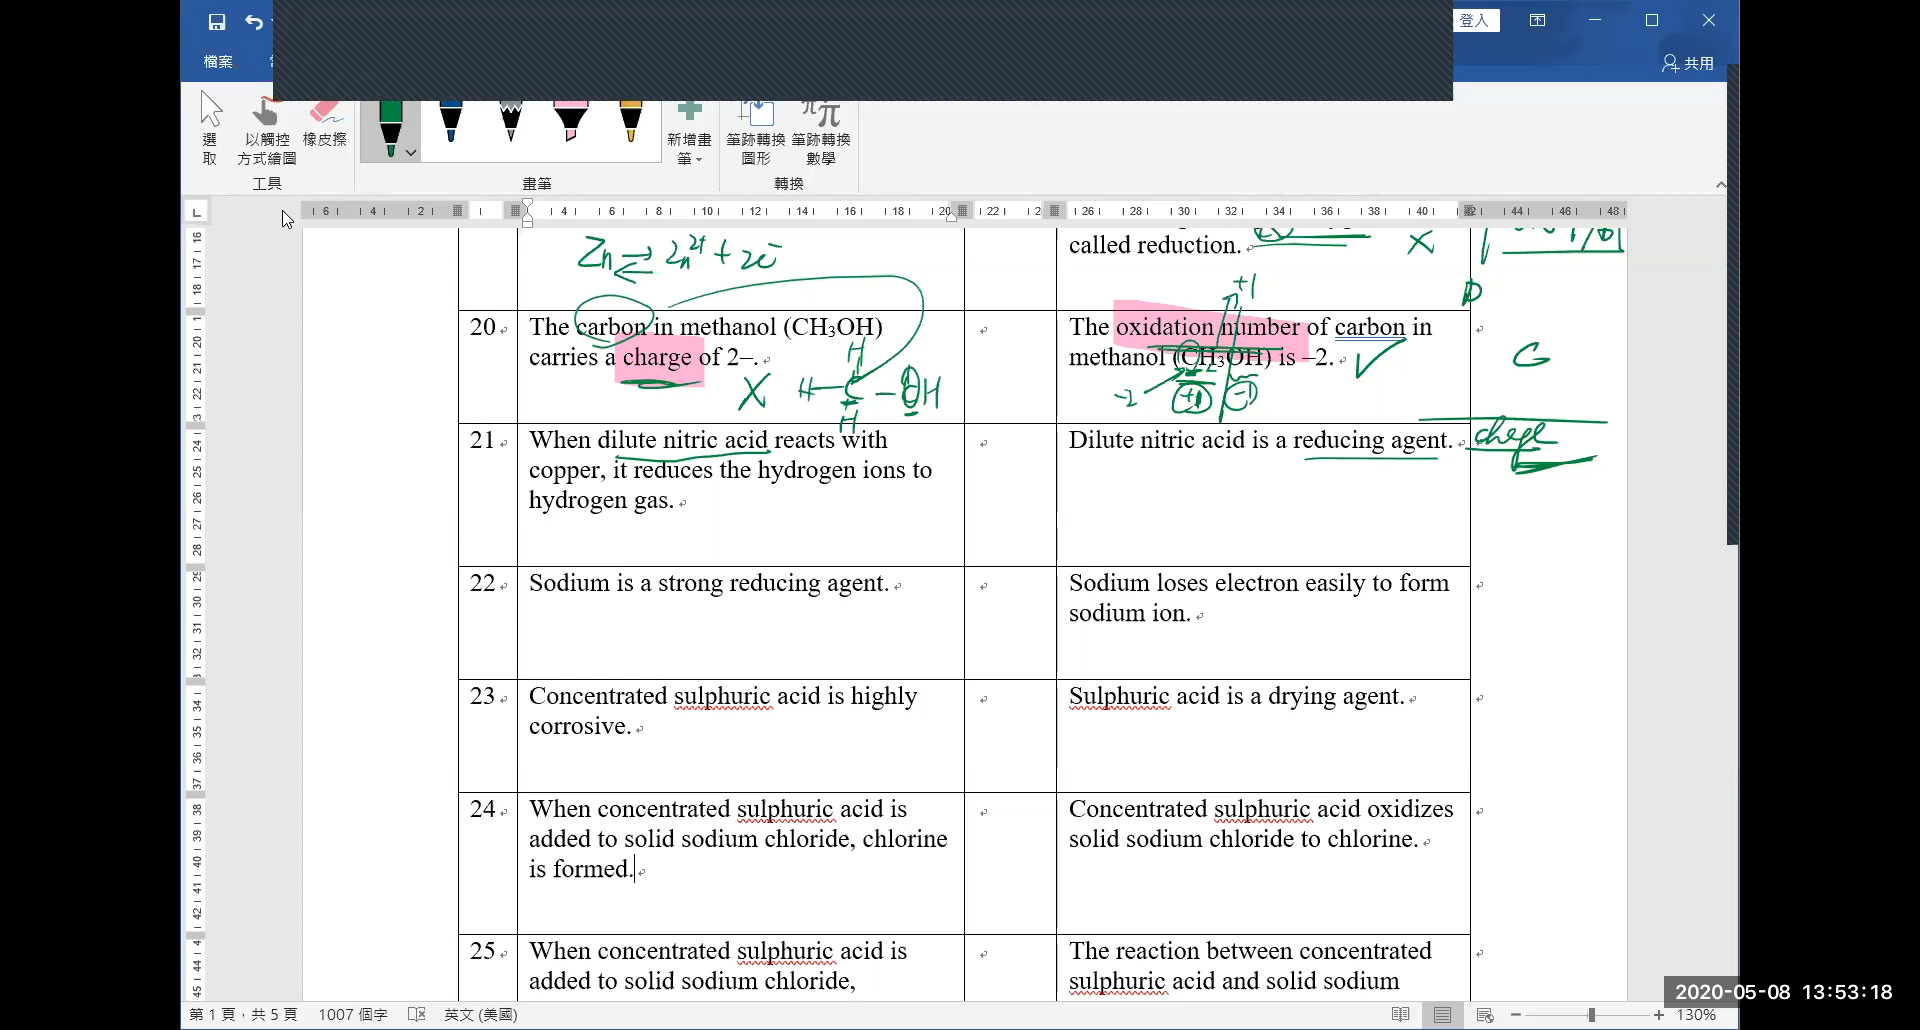 登入
檔案
共用
選取
以觸控方式繪圖
橡皮擦
新增畫筆
筆跡轉換圖形
筆跡轉換數學
工具
畫筆
轉換
called reduction.
X
Zn ⇌ Zn2+ + 2e-
+1
D
20
The carbon in methanol (CH3OH)
carries a charge of 2–.
X
H
H–C–OH
H
The oxidation number of carbon in
methanol (CH3OH) is –2.
-2
+1
-1
C
21
When dilute nitric acid reacts with
copper, it reduces the hydrogen ions to
hydrogen gas.
Dilute nitric acid is a reducing agent.
22
Sodium is a strong reducing agent.
Sodium loses electron easily to form
sodium ion.
23
Concentrated sulphuric acid is highly
corrosive.
Sulphuric acid is a drying agent.
24
When concentrated sulphuric acid is
added to solid sodium chloride, chlorine
is formed.
Concentrated sulphuric acid oxidizes
solid sodium chloride to chlorine.
25
When concentrated sulphuric acid is
added to solid sodium chloride,
The reaction between concentrated
sulphuric acid and solid sodium
2020-05-08 13:53:18
第 1 頁，共 5 頁
1007 個字
英文 (美國)
130%